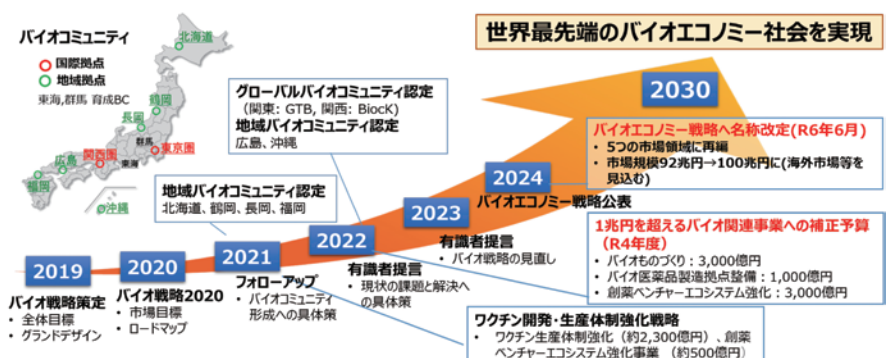 世界最先端のバイオエコノミー社会を実現
バイオコミュニティ
国際拠点
地域拠点
東海,群馬 育成BC
北海道
鶴岡
長岡
群馬
東京圏
東海
関西圏
広島
福岡
沖縄
グローバルバイオコミュニティ認定
(関東: GTB, 関西: BiocK)
地域バイオコミュニティ認定
広島、沖縄
地域バイオコミュニティ認定
北海道、鶴岡、長岡、福岡
2030
バイオエコノミー戦略へ名称改定(R6年6月)
• 5つの市場領域に再編
• 市場規模92兆円→100兆円に(海外市場等を
見込む)
2019
バイオ戦略策定
• 全体目標
• グランドデザイン
2020
バイオ戦略2020
• 市場目標
• ロードマップ
2021
フォローアップ
• バイオコミュニティ
形成への具体策
2022
有識者提言
• 現状の課題と解決へ
の具体策
2023
有識者提言
• バイオ戦略の見直し
2024
バイオエコノミー戦略公表
1兆円を超えるバイオ関連事業への補正予算
(R4年度)
• バイオものづくり:3,000億円
• バイオ医薬品製造拠点整備:1,000億円
• 創薬ベンチャーエコシステム強化:3,000億円
ワクチン開発・生産体制強化戦略
• ワクチン生産体制強化(約2,300億円)、創薬
ベンチャーエコシステム強化事業 (約500億円)